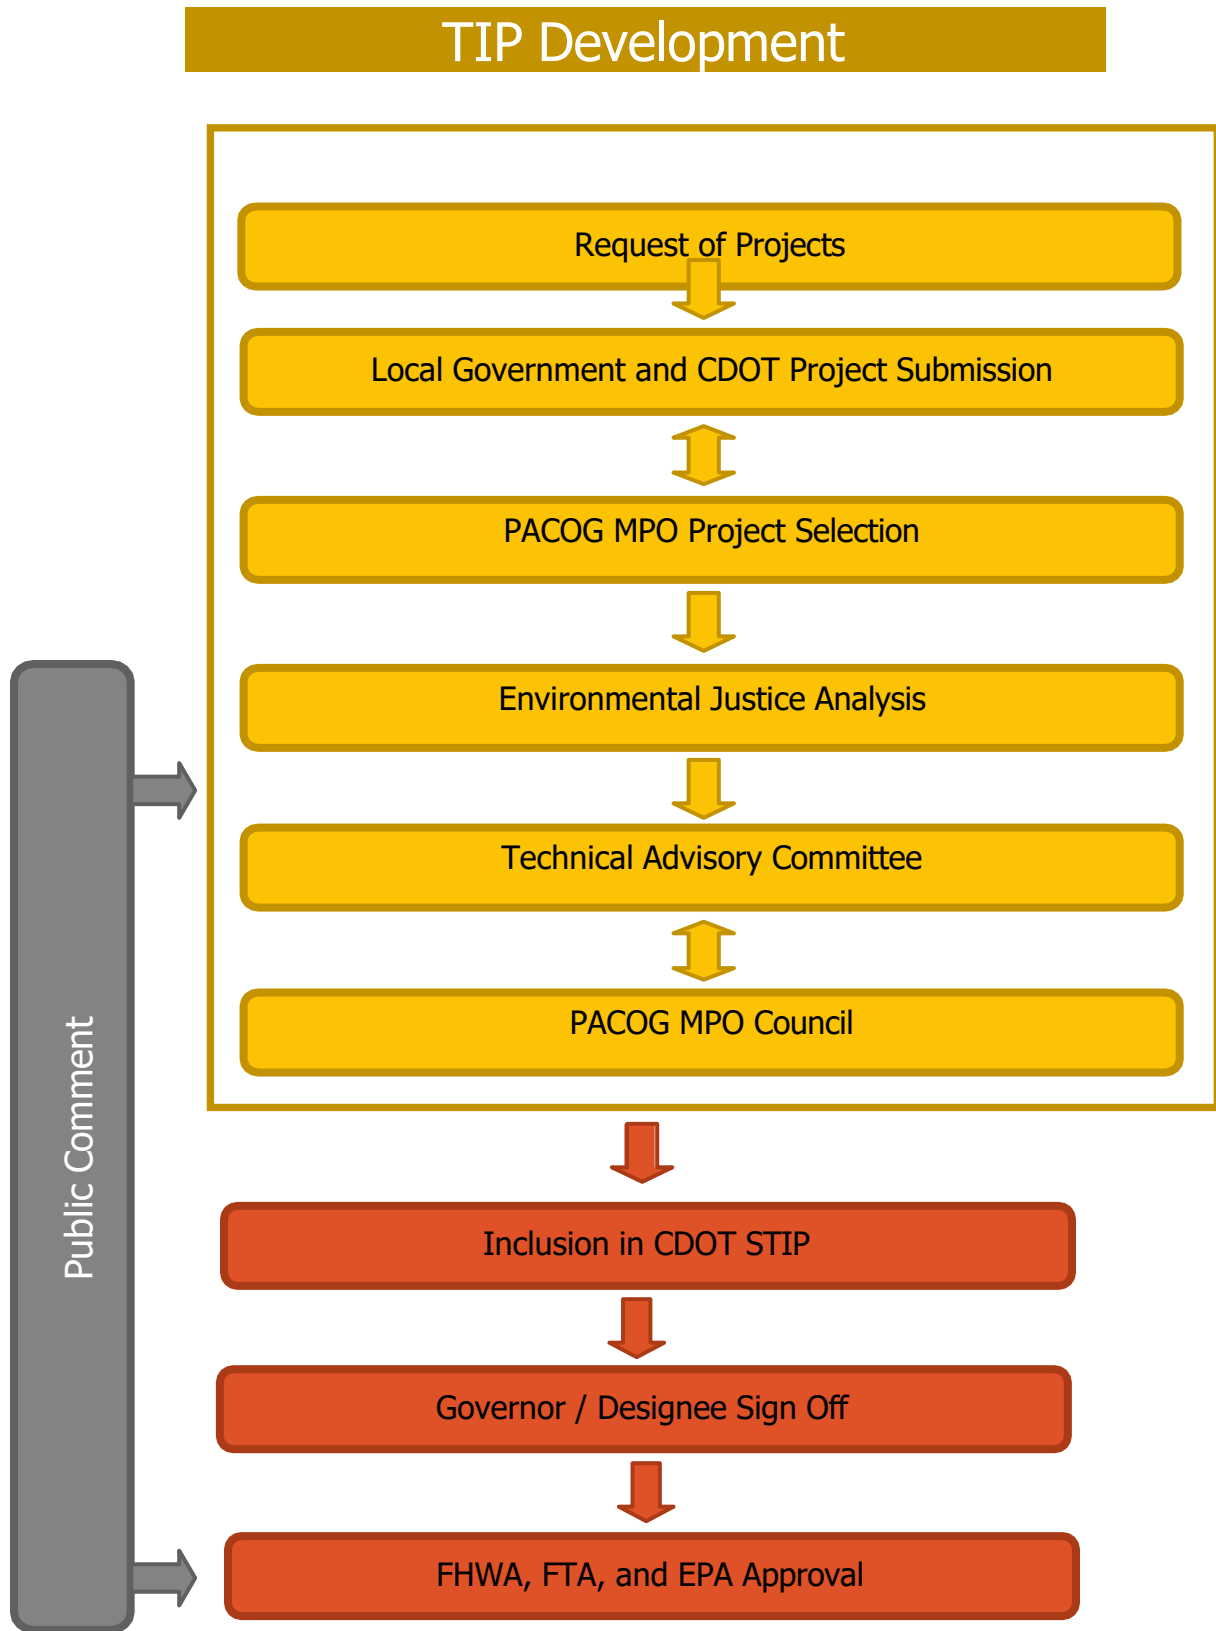 TIP Development
Request of Projects
Local Government and CDOT Project Submission
PACOG MPO Project Selection
Environmental Justice Analysis
Technical Advisory Committee
PACOG MPO Council
Public Comment
Inclusion in CDOT STIP
Governor / Designee Sign Off
FHWA, FTA, and EPA Approval